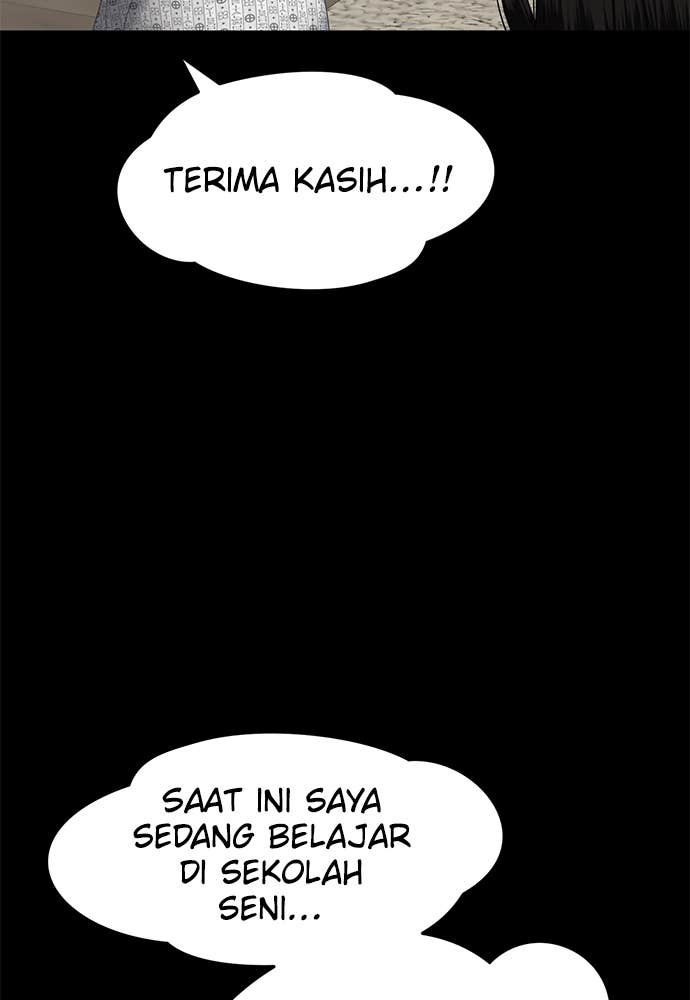 TERIMA KASIH...!!
SAAT INI SAYA
SEDANG BELAJAR
DI SEKOLAH
SENI...